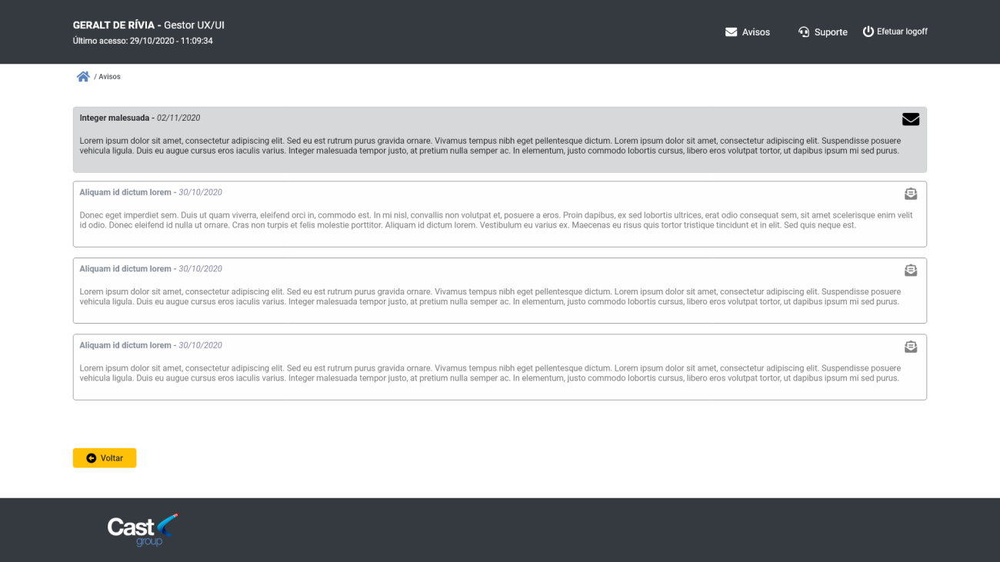 GERALT DE RÍVIA - Gestor UX/UI
Último acesso: 29/10/2020 - 11:09:34
Avisos
Suporte
Efetuar logoff
/ Avisos
Integer malesuada - 02/11/2020
Lorem ipsum dolor sit amet, consectetur adipiscing elit. Sed eu est rutrum purus gravida ornare. Vivamus tempus nibh eget pellentesque dictum. Lorem ipsum dolor sit amet, consectetur adipiscing elit. Suspendisse posuere
vehicula ligula. Duis eu augue cursus eros iaculis varius. Integer malesuada tempor justo, at pretium nulla semper ac. In elementum, justo commodo lobortis cursus, libero eros volutpat tortor, ut dapibus ipsum mi sed purus.
Aliquam id dictum lorem - 30/10/2020
Donec eget imperdiet sem. Duis ut quam viverra, eleifend orci in, commodo est. In mi nisl, convallis non volutpat et, posuere a eros. Proin dapibus, ex sed lobortis ultrices, erat odio consequat sem, sit amet scelerisque enim velit
id odio. Donec eleifend id nulla ut ornare. Cras non turpis et felis molestie porttitor. Aliquam id dictum lorem. Vestibulum eu varius ex. Maecenas eu risus quis tortor tristique tincidunt et in elit. Sed quis neque est.
Aliquam id dictum lorem - 30/10/2020
Lorem ipsum dolor sit amet, consectetur adipiscing elit. Sed eu est rutrum purus gravida ornare. Vivamus tempus nibh eget pellentesque dictum. Lorem ipsum dolor sit amet, consectetur adipiscing elit. Suspendisse posuere
vehicula ligula. Duis eu augue cursus eros iaculis varius. Integer malesuada tempor justo, at pretium nulla semper ac. In elementum, justo commodo lobortis cursus, libero eros volutpat tortor, ut dapibus ipsum mi sed purus.
Aliquam id dictum lorem - 30/10/2020
Lorem ipsum dolor sit amet, consectetur adipiscing elit. Sed eu est rutrum purus gravida ornare. Vivamus tempus nibh eget pellentesque dictum. Lorem ipsum dolor sit amet, consectetur adipiscing elit. Suspendisse posuere
vehicula ligula. Duis eu augue cursus eros iaculis varius. Integer malesuada tempor justo, at pretium nulla semper ac. In elementum, justo commodo lobortis cursus, libero eros volutpat tortor, ut dapibus ipsum mi sed purus.
Voltar
Cast
group